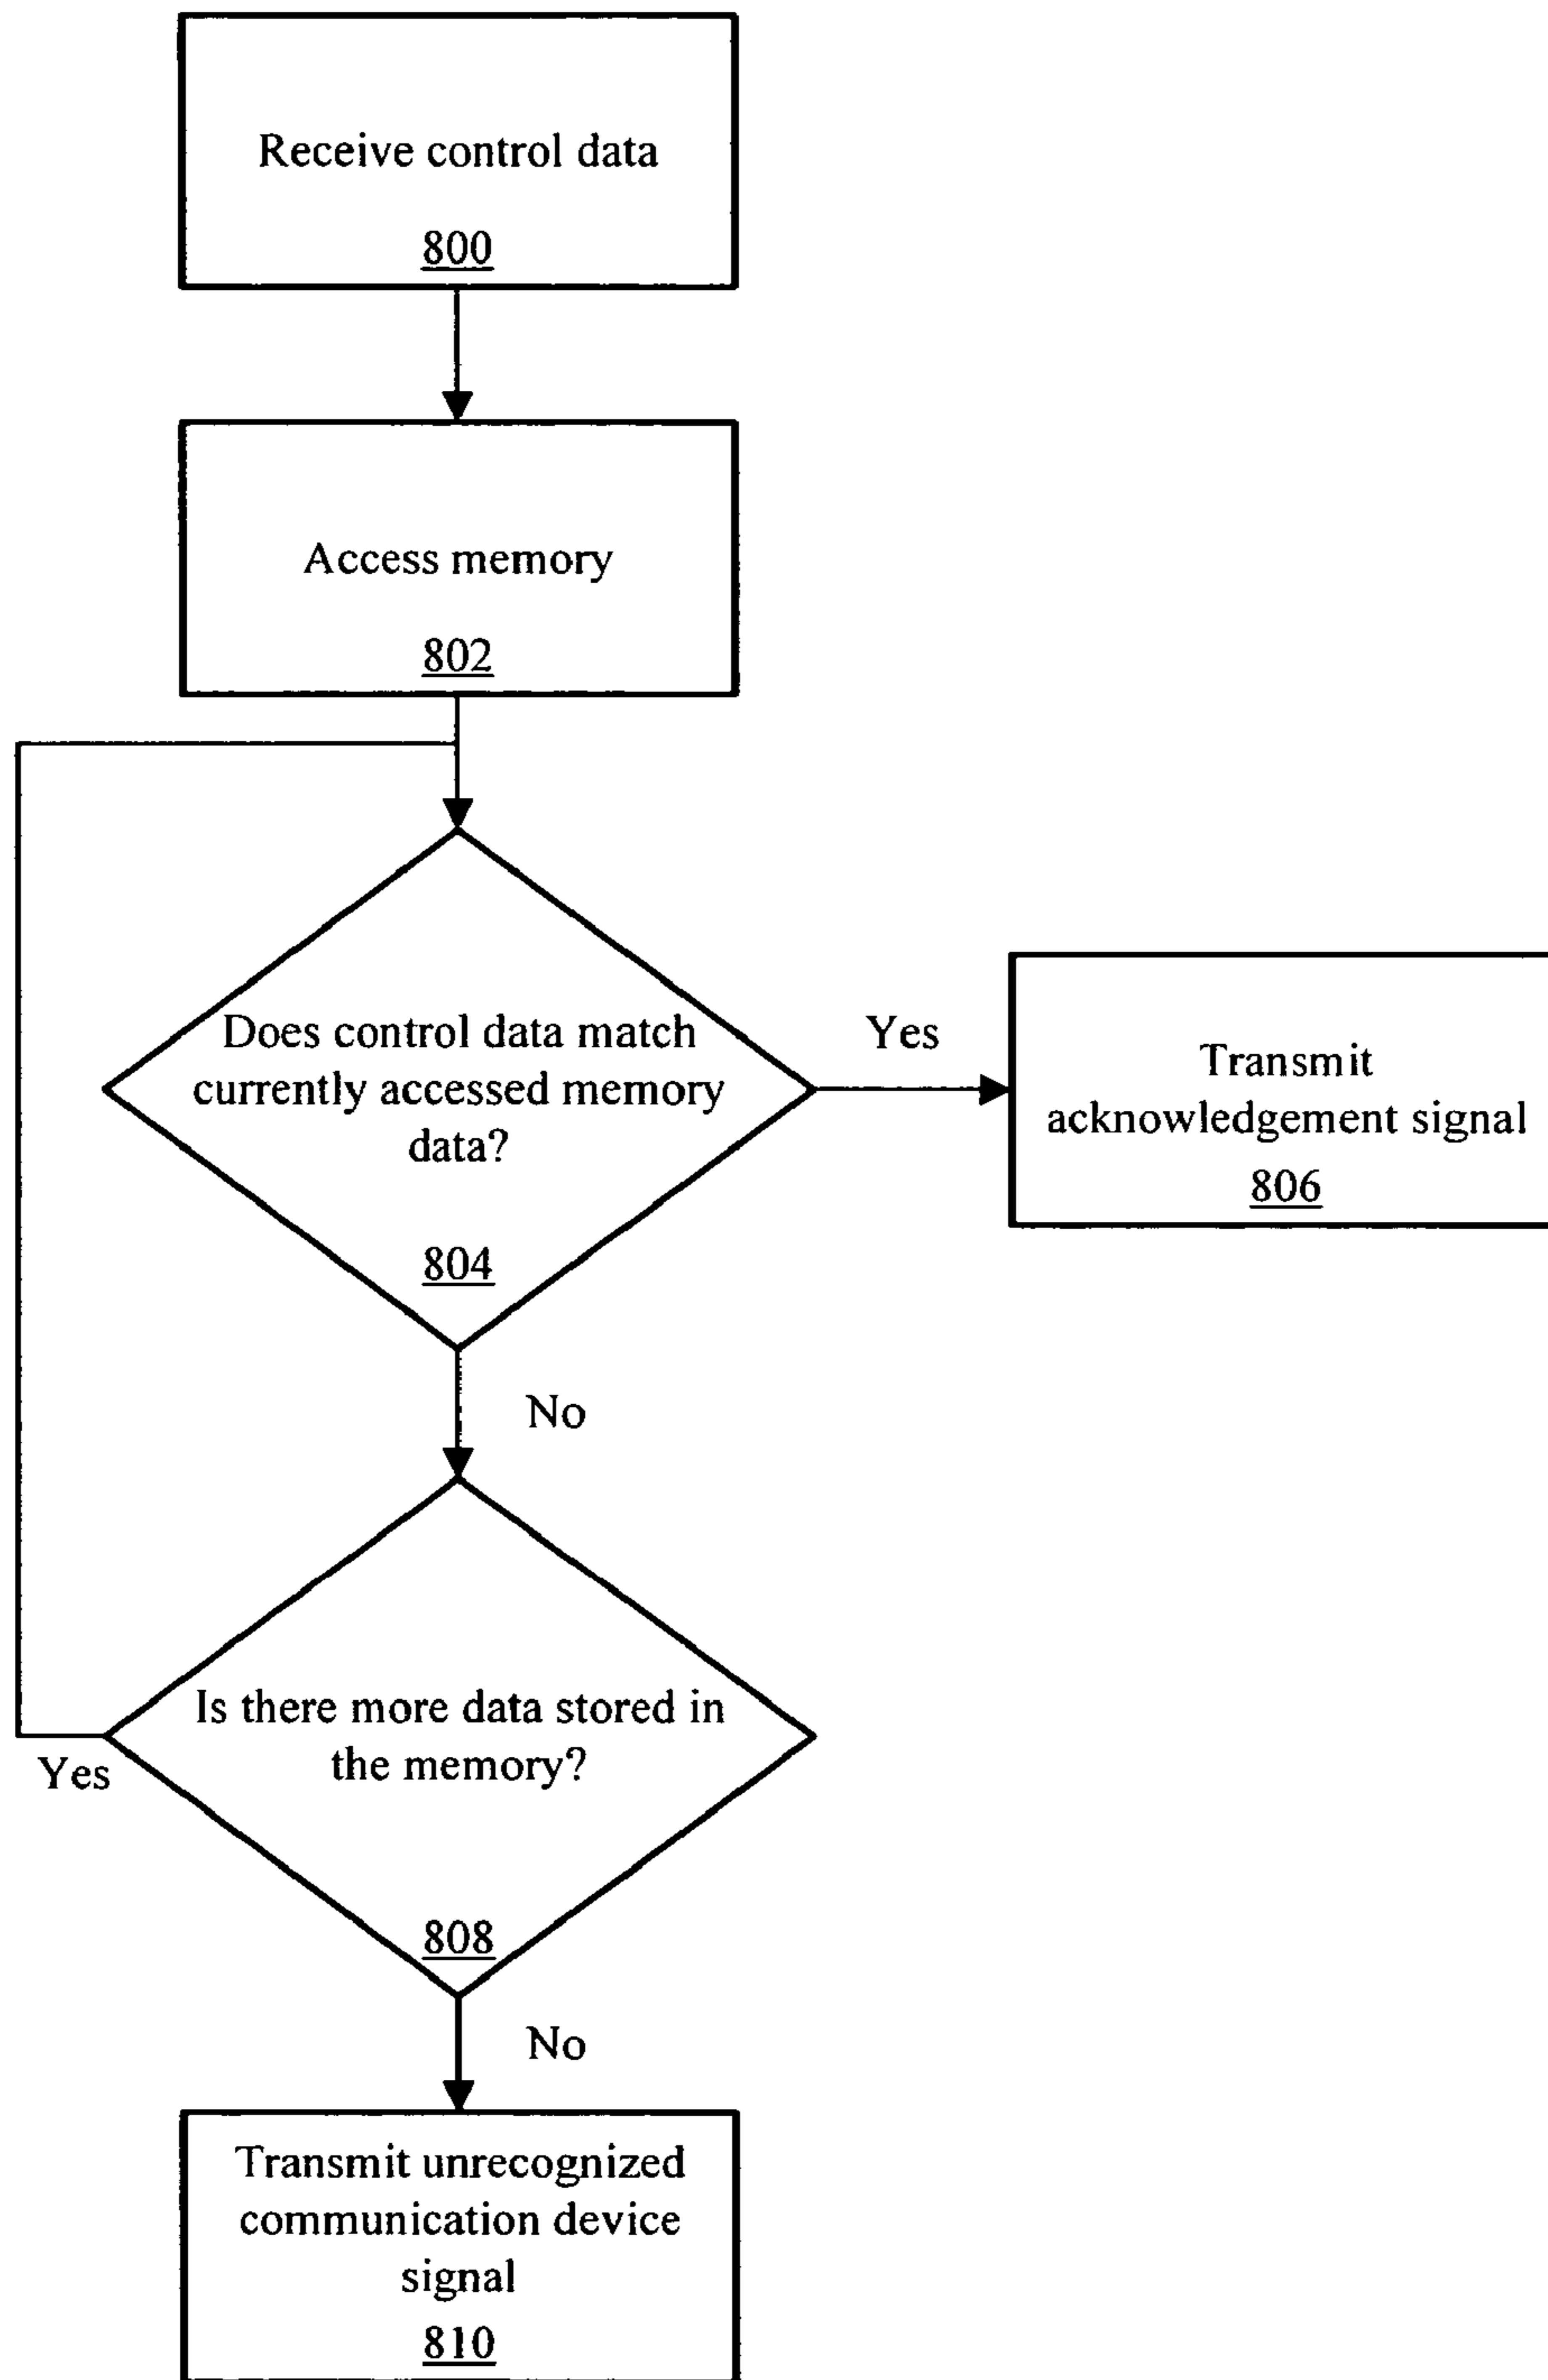 Receive control data
800
Access memory
802
Does control data match
currently accessed memory
data?
804
Yes
Transmit
acknowledgement signal
806
No
Is there more data stored in
the memory?
808
Yes
No
Transmit unrecognized
communication device
signal
810